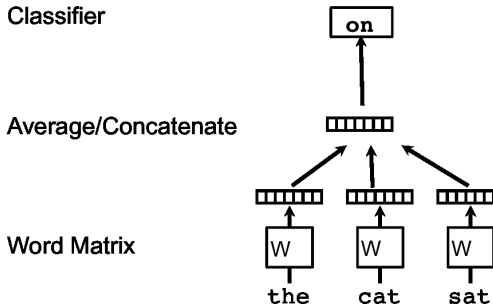 Classifier
on
Average/Concatenate
Word Matrix
W W W
the cat sat